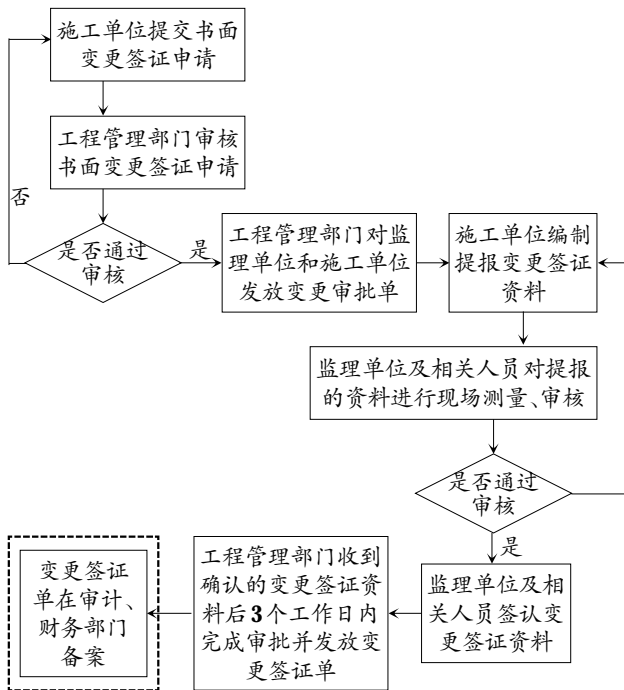 施工单位提交书面
变更签证申请
工程管理部门审核
书面变更签证申请
否
是否通过
审核
是
工程管理部门对监
理单位和施工单位
发放变更审批单
施工单位编制
提报变更签证
资料
监理单位及相关人员对提报
的资料进行现场测量、审核
是否通过
审核
是
监理单位及相
关人员签认变
更签证资料
工程管理部门收到
确认的变更签证资
料后3个工作日内
完成审批并发放变
更签证单
变更签证
单在审计、
财务部门
备案